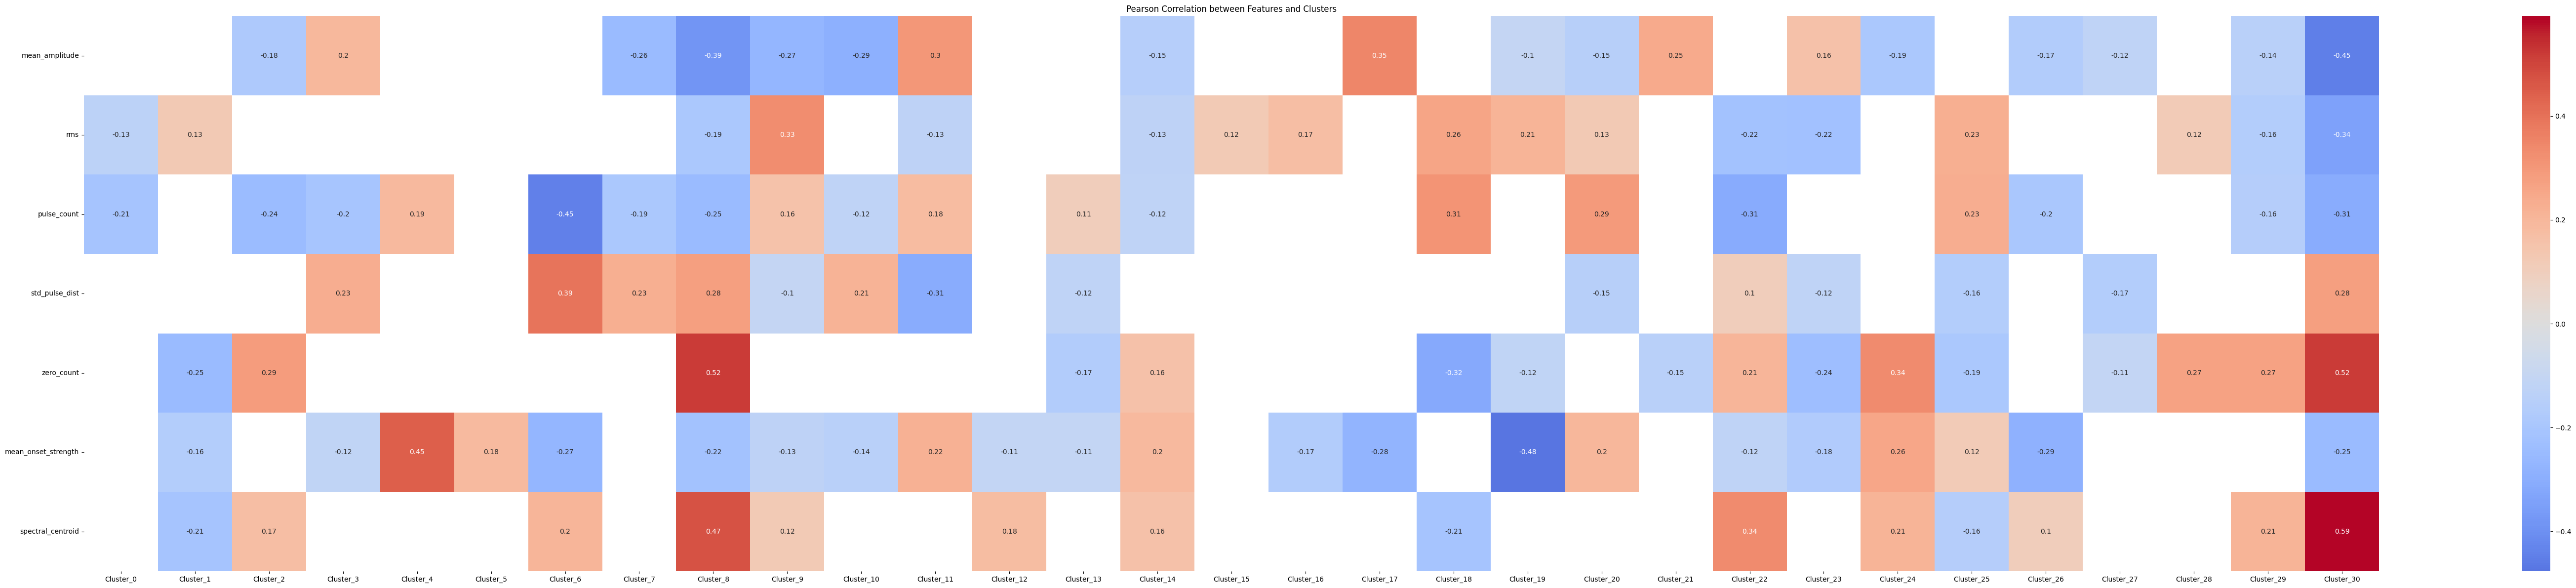 Pearson Correlation between Features and Clusters
mean_amplitude -0.18 0.2 -0.26 -0.39 -0.27 -0.29 0.3 -0.15 0.35 -0.1 -0.15 0.25 0.16 -0.19 -0.17 -0.12 -0.14 -0.45
rms -0.13 0.13 -0.19 0.33 -0.13 -0.13 0.12 0.17 0.26 0.21 0.13 -0.22 -0.22 0.23 0.12 -0.16 -0.34
pulse_count -0.21 -0.24 -0.2 0.19 -0.45 -0.19 -0.25 0.16 -0.12 0.18 0.11 -0.12 0.31 0.29 -0.31 0.23 -0.2 -0.16 -0.31
std_pulse_dist 0.23 0.39 0.23 0.28 -0.1 0.21 -0.31 -0.12 -0.15 0.1 -0.12 -0.16 -0.17 0.28
zero_count -0.25 0.29 0.52 -0.17 0.16 -0.32 -0.12 -0.15 0.21 -0.24 0.34 -0.19 -0.11 0.27 0.27 0.52
mean_onset_strength -0.16 -0.12 0.45 0.18 -0.27 -0.22 -0.13 -0.14 0.22 -0.11 -0.11 0.2 -0.17 -0.28 -0.48 0.2 -0.12 -0.18 0.26 0.12 -0.29 -0.25
spectral_centroid -0.21 0.17 0.2 0.47 0.12 0.18 0.16 -0.21 0.34 0.21 -0.16 0.1 0.21 0.59
Cluster_0 Cluster_1 Cluster_2 Cluster_3 Cluster_4 Cluster_5 Cluster_6 Cluster_7 Cluster_8 Cluster_9 Cluster_10 Cluster_11 Cluster_12 Cluster_13 Cluster_14 Cluster_15 Cluster_16 Cluster_17 Cluster_18 Cluster_19 Cluster_20 Cluster_21 Cluster_22 Cluster_23 Cluster_24 Cluster_25 Cluster_26 Cluster_27 Cluster_28 Cluster_29 Cluster_30
0.4
0.2
0.0
−0.2
−0.4